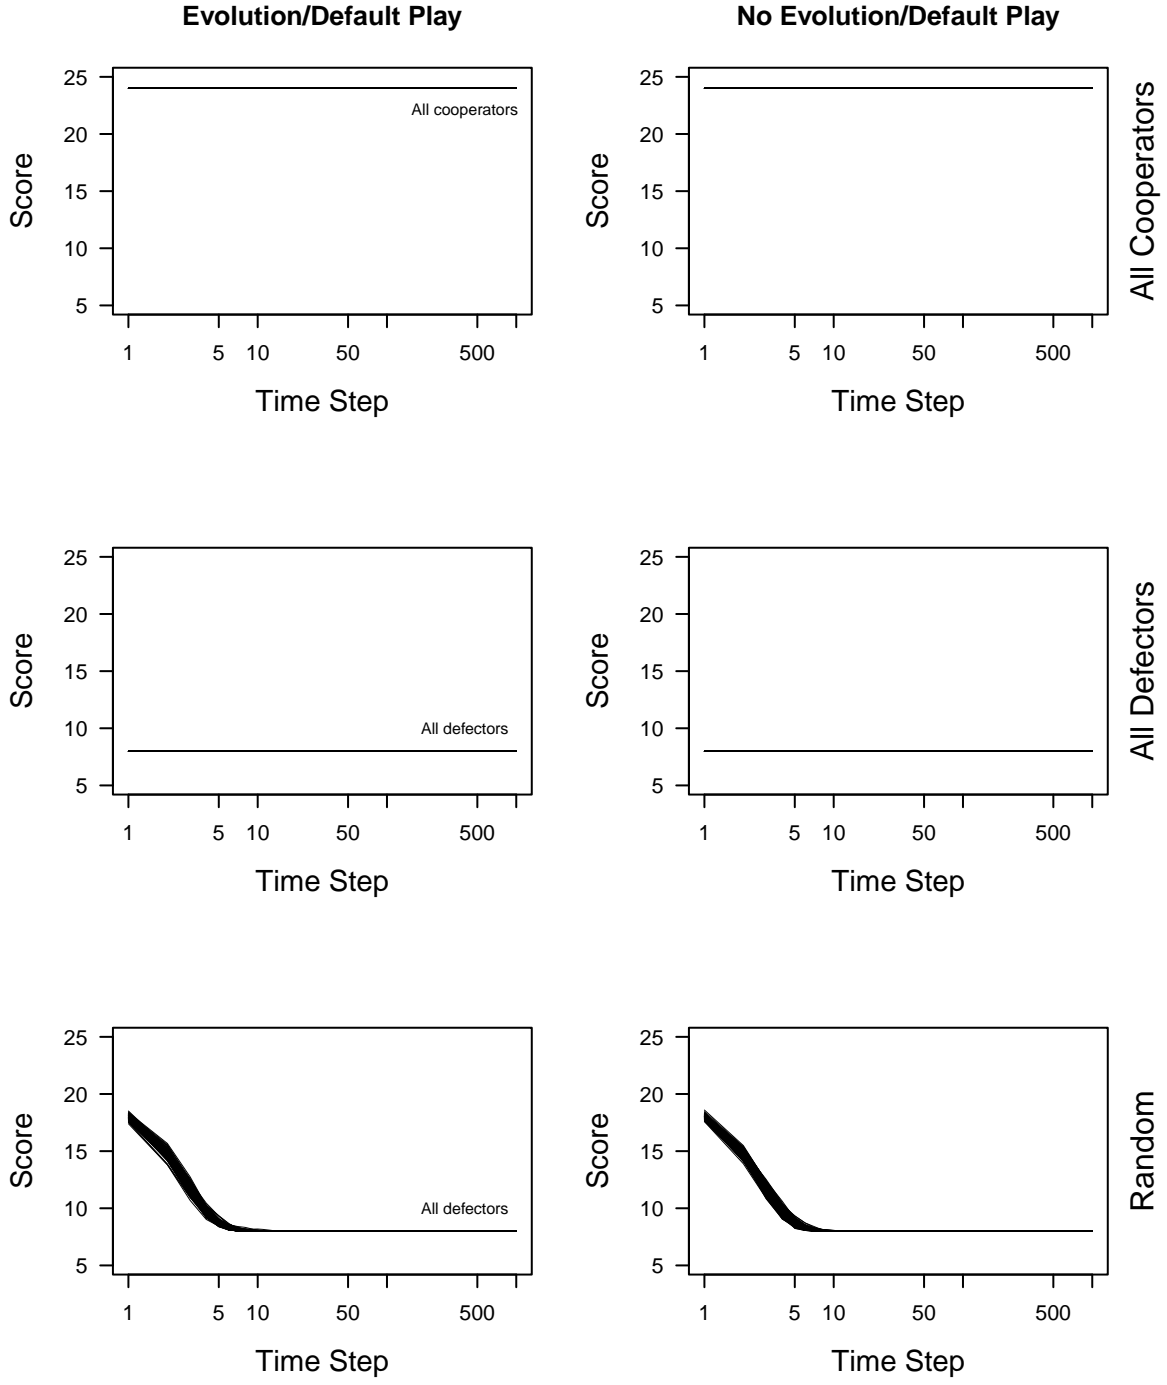 Evolution/Default Play
No Evolution/Default Play
25
20
15
10
5
Score
All cooperators
1 5 10 50 500
Time Step
25
20
15
10
5
Score
1 5 10 50 500
Time Step
All Cooperators
25
20
15
10
5
Score
All defectors
1 5 10 50 500
Time Step
25
20
15
10
5
Score
1 5 10 50 500
Time Step
All Defectors
25
20
15
10
5
Score
All defectors
1 5 10 50 500
Time Step
25
20
15
10
5
Score
1 5 10 50 500
Time Step
Random